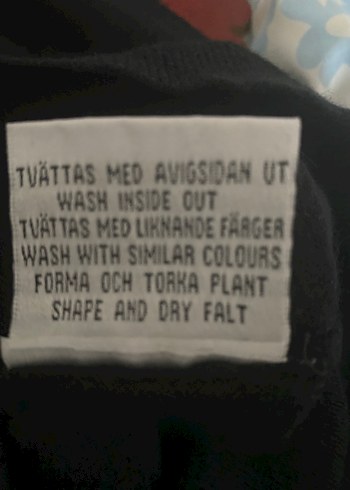 TVÄTTAS MED AVIGSIDAN UT
WASH INSIDE OUT
TVÄTTAS MED LIKNANDE FÄRGER
WASH WITH SIMILAR COLOURS
FORMA OCH TORKA PLANT
SHAPE AND DRY FALT